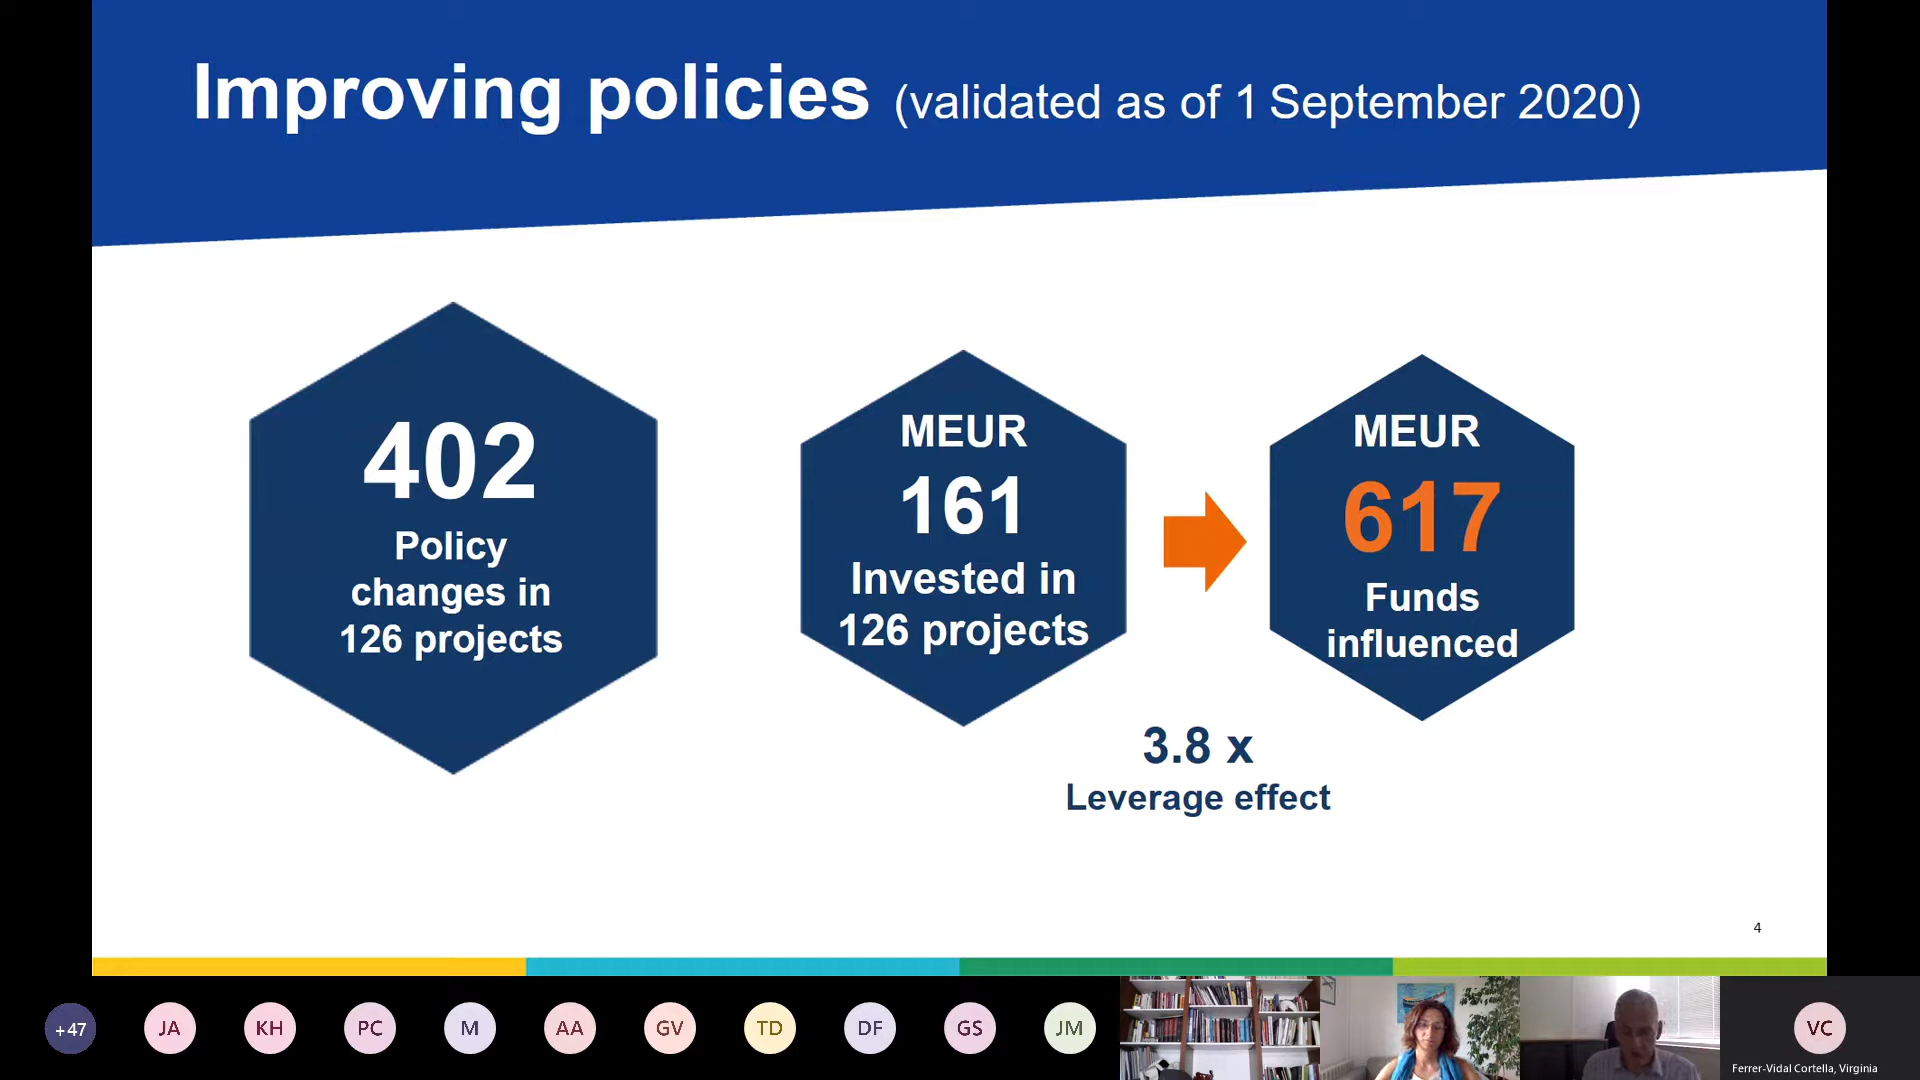 Improving policies (validated as of 1 September 2020)
402
Policy
changes in
126 projects
MEUR
161
Invested in
126 projects
MEUR
617
Funds
influenced
3.8 x
Leverage effect
4
+47
JA
KH
PC
M
AA
GV
TD
DF
GS
JM
VC
Ferrer-Vidal Cortella, Virginia